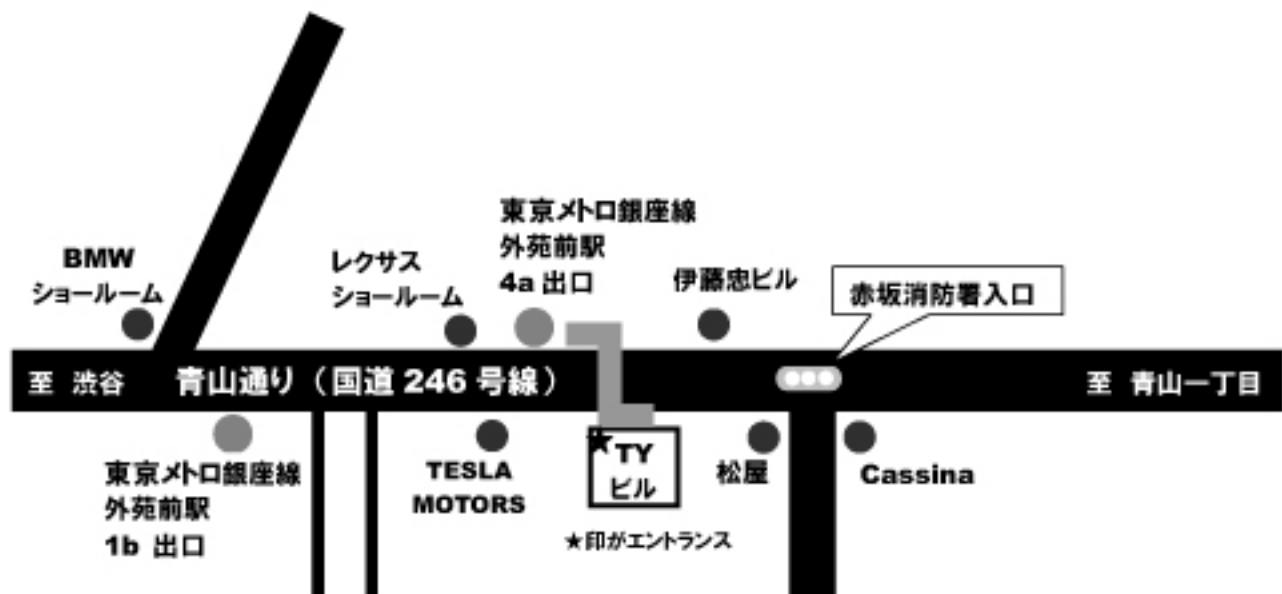 東京メトロ銀座線
外苑前駅
4a 出口
BMW
ショールーム
レクサス
ショールーム
伊藤忠ビル
赤坂消防署入口
至 渋谷
青山通り（国道 246 号線）
至 青山一丁目
東京メトロ銀座線
外苑前駅
1b 出口
TESLA
MOTORS
★TY
ビル
★印がエントランス
松屋
Cassina